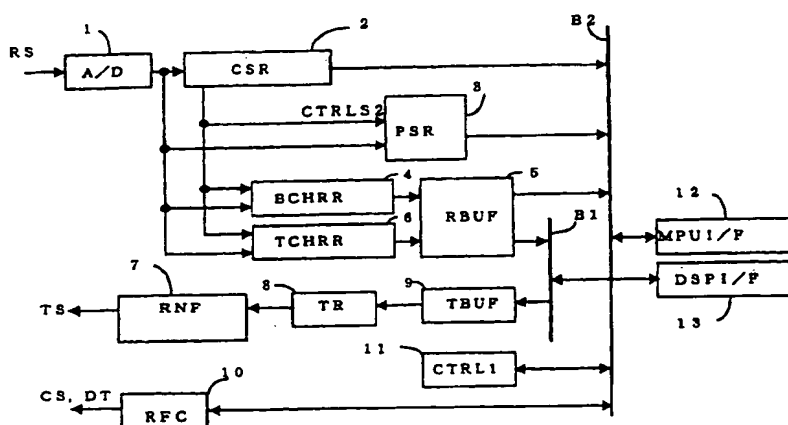 B2
1
2
RS
A/D
CSR
3
CTRLS2
PSR
4
5
BCHRR
RBUF
B1
12
6
TCHRR
MPUI/F
7
8
9
DSPI/F
RNF
TR
TBUF
TS
13
11
CTRL1
10
CS, DT
RFC